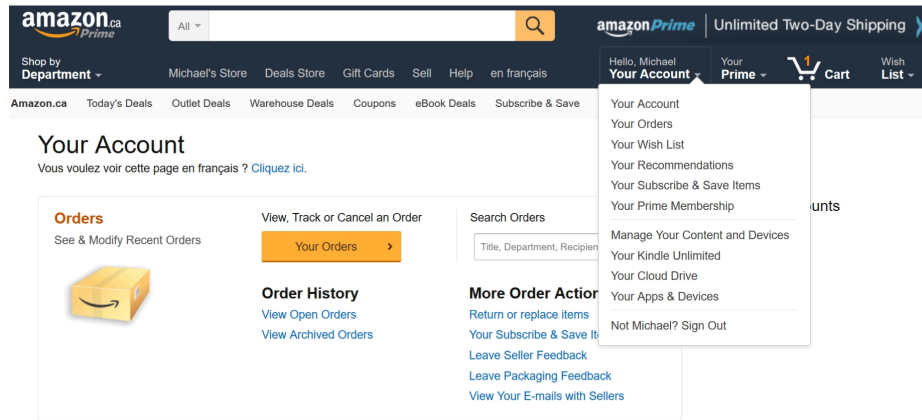 amazon.ca
Prime
All
amazonPrime Unlimited Two-Day Shipping
Shop by
Department
Michael's Store Deals Store Gift Cards Sell Help en français
Hello, Michael
Your Account
Your
Prime
1
Cart
Wish
List
Amazon.ca Today's Deals Outlet Deals Warehouse Deals Coupons eBook Deals Subscribe & Save
Your Account
Your Orders
Your Wish List
Your Recommendations
Your Subscribe & Save Items
Your Prime Membership
Manage Your Content and Devices
Your Kindle Unlimited
Your Cloud Drive
Your Apps & Devices
Not Michael? Sign Out
Your Account
Vous voulez voir cette page en français ? Cliquez ici.
unts
Orders
See & Modify Recent Orders
View, Track or Cancel an Order
Your Orders
Search Orders
Title, Department, Recipien
Order History
View Open Orders
View Archived Orders
More Order Action
Return or replace items
Your Subscribe & Save It
Leave Seller Feedback
Leave Packaging Feedback
View Your E-mails with Sellers